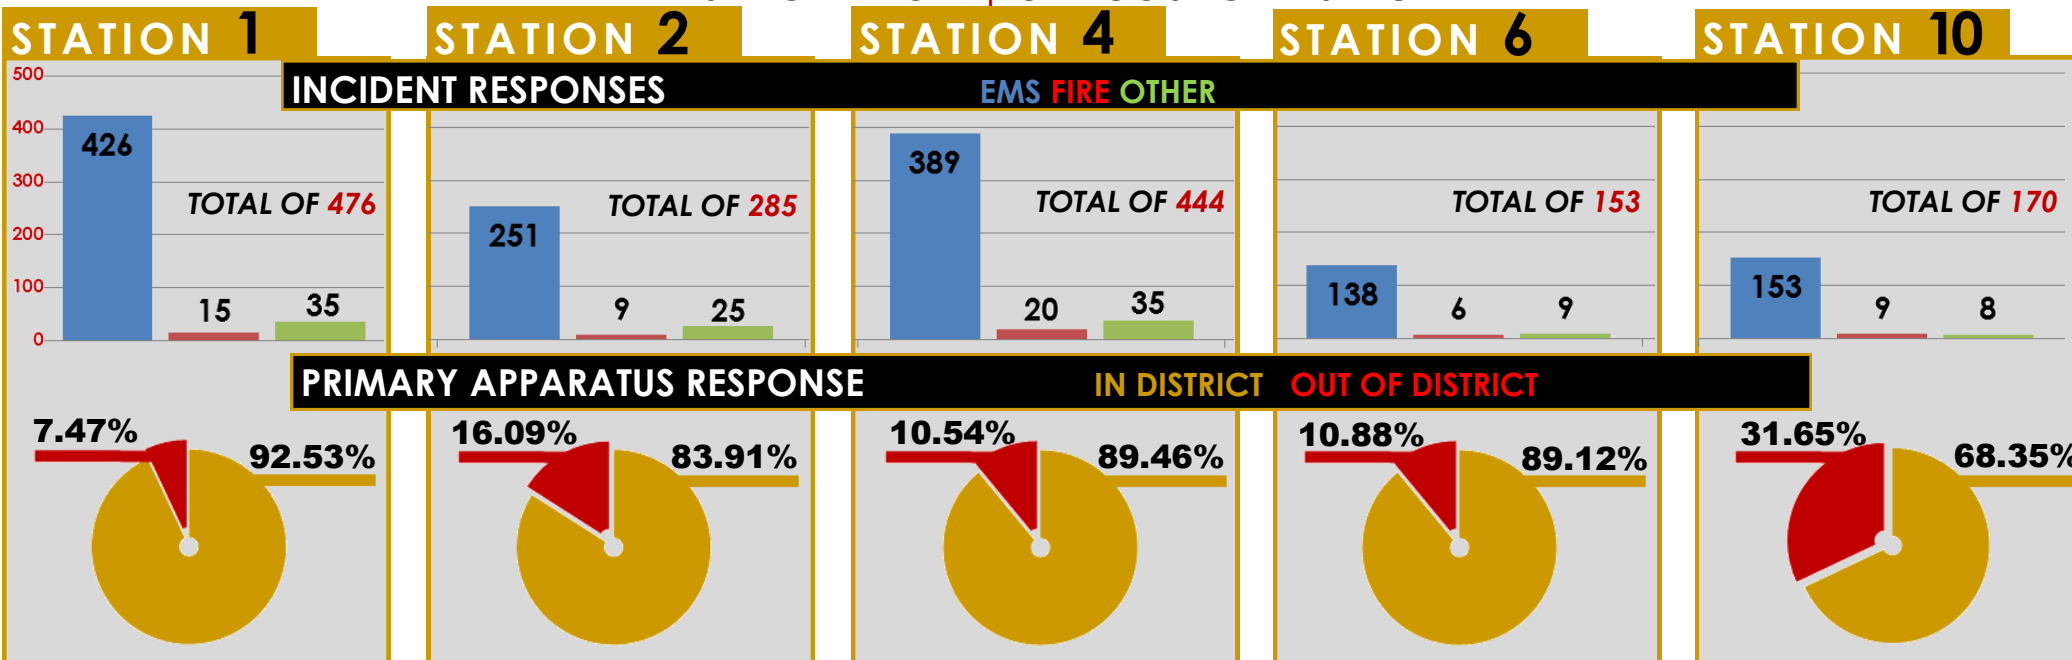 STATION 1
STATION 2
STATION 4
STATION 6
STATION 10
INCIDENT RESPONSES EMS FIRE OTHER
500
400
300
200
100
0
426
15
35
TOTAL OF 476
251
9
25
TOTAL OF 285
389
20
35
TOTAL OF 444
138
6
9
TOTAL OF 153
153
9
8
TOTAL OF 170
PRIMARY APPARATUS RESPONSE IN DISTRICT OUT OF DISTRICT
7.47%
92.53%
16.09%
83.91%
10.54%
89.46%
10.88%
89.12%
31.65%
68.35%